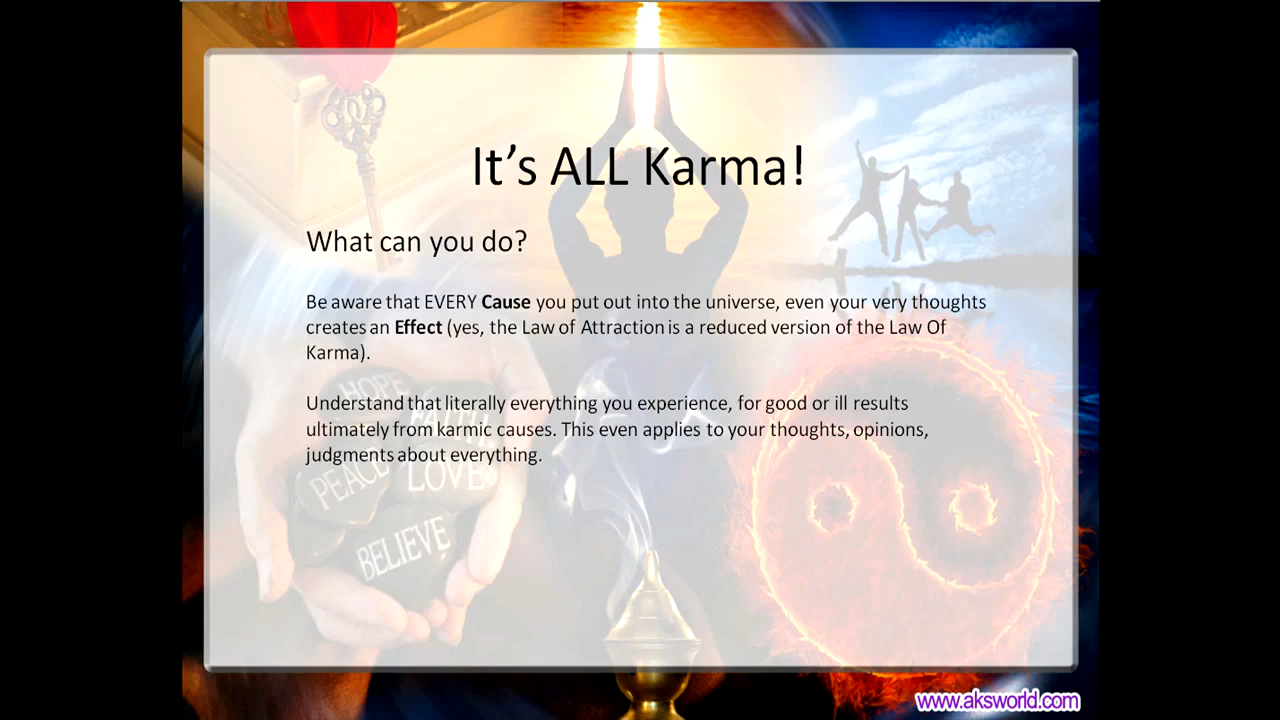 It's ALL Karma!
What can you do?
Be aware that EVERY Cause you put out into the universe, even your very thoughts
creates an Effect (yes, the Law of Attraction is a reduced version of the Law Of
Karma).
Understand that literally everything you experience, for good or ill results
ultimately from karmic causes. This even applies to your thoughts, opinions,
judgments about everything.
HOPE
FAITH
PEACE
LOVE
BELIEVE
www.aksworld.com